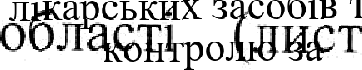 лікарських засобів т
області (лист
контролю за